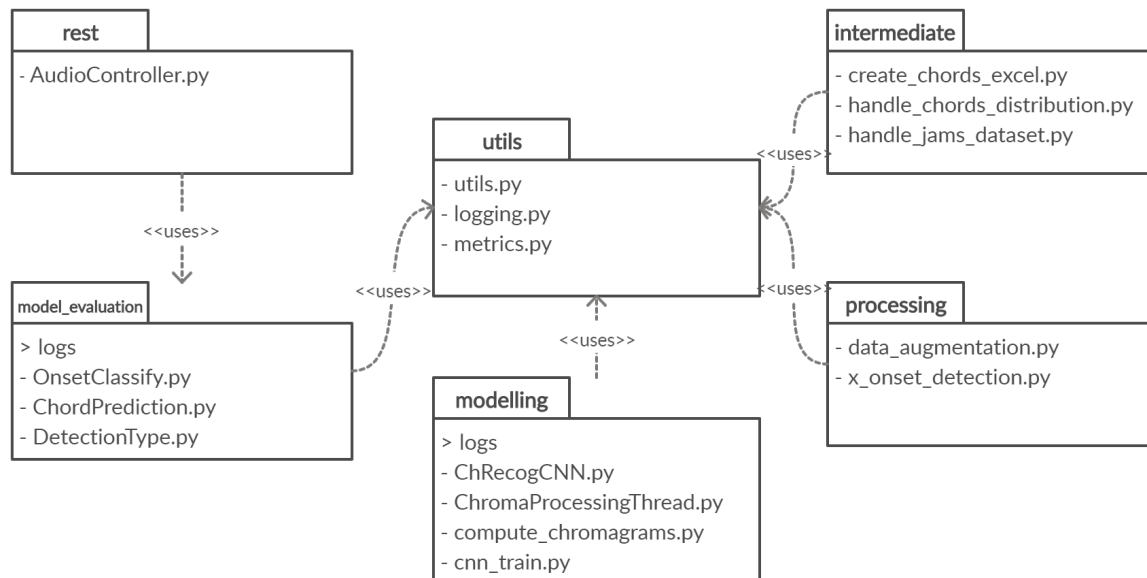 rest
- AudioController.py
<<uses>>
model_evaluation
> logs
- OnsetClassify.py
- ChordPrediction.py
- DetectionType.py
utils
- utils.py
- logging.py
- metrics.py
<<uses>>
<<uses>>
modelling
> logs
- ChRecogCNN.py
- ChromaProcessingThread.py
- compute_chromagrams.py
- cnn_train.py
intermediate
- create_chords_excel.py
- handle_chords_distribution.py
- handle_jams_dataset.py
<<uses>>
<<uses>>
processing
- data_augmentation.py
- x_onset_detection.py